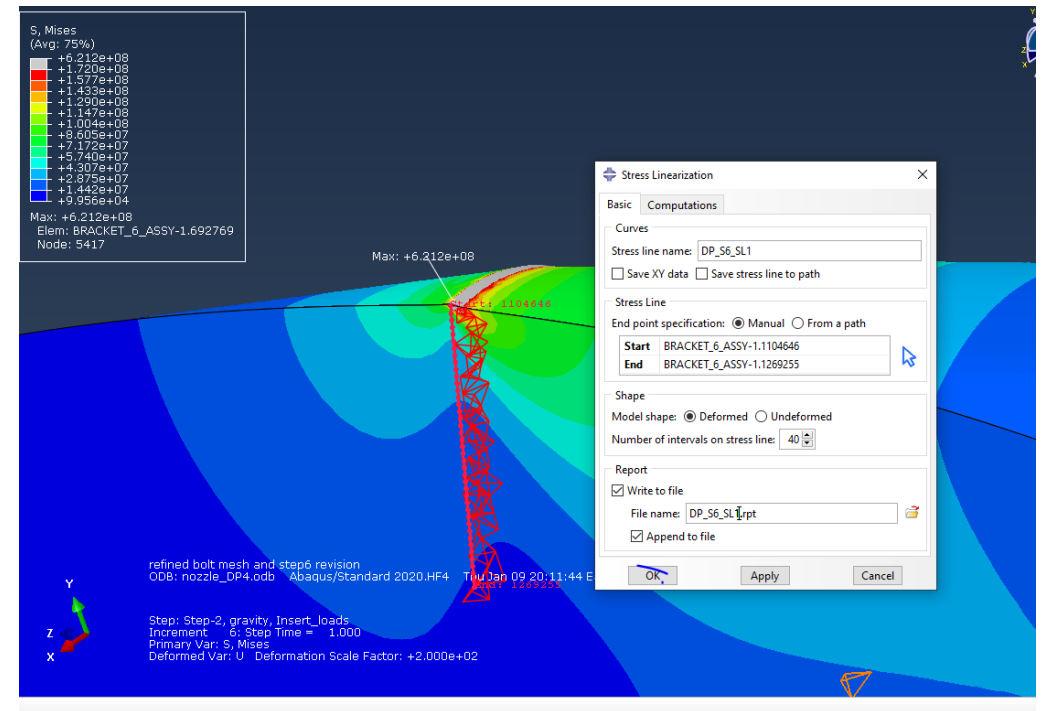 S, Mises
(Avg: 75%)
+6.212e+08
+1.720e+08
+1.577e+08
+1.433e+08
+1.290e+08
+1.147e+08
+1.004e+08
+8.605e+07
+7.172e+07
+5.740e+07
+4.307e+07
+2.875e+07
+1.442e+07
+9.956e+04
Max: +6.212e+08
Elem: BRACKET_6_ASSY-1.692769
Node: 5417
Max: +6.212e+08
Start: 1104646
Stress Linearization
Basic Computations
Curves
Stress line name: DP_S6_SL1
Save XY data Save stress line to path
Stress Line
End point specification: Manual From a path
Start BRACKET_6_ASSY-1.1104646
End BRACKET_6_ASSY-1.1269255
Shape
Model shape: Deformed Undeformed
Number of intervals on stress line: 40
Report
Write to file
File name: DP_S6_SL1.rpt
Append to file
OK Apply Cancel
refined bolt mesh and step6 revision
ODB: nozzle_DP4.odb Abaqus/Standard 2020.HF4 Thu Jan 09 20:11:44 E
End: 1269255
Step: Step-2, gravity, Insert_loads
Increment 6: Step Time = 1.000
Primary Var: S, Mises
Deformed Var: U Deformation Scale Factor: +2.000e+02
Y
Z
X
Y
Z
X